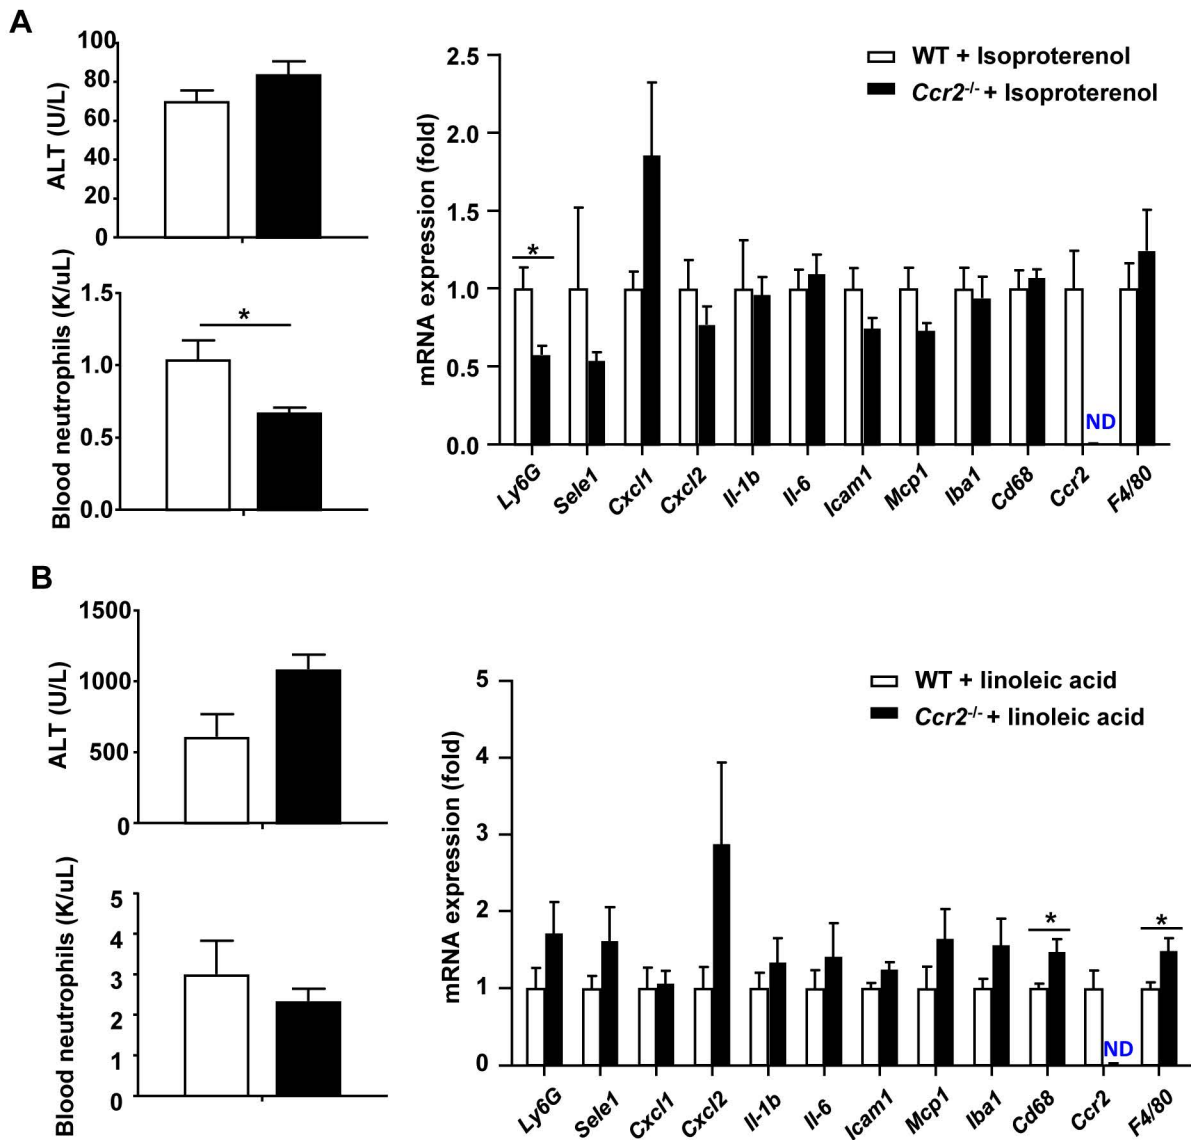 A
ALT (U/L)
100
80
60
40
20
0
Blood neutrophils (K/uL)
1.5
1.0
0.5
0.0
*
mRNA expression (fold)
2.5
2.0
1.5
1.0
0.5
0.0
WT + Isoproterenol
Ccr2-/- + Isoproterenol
*
ND
Ly6G
Sele1
Cxcl1
Cxcl2
Il-1b
Il-6
Icam1
Mcp1
Iba1
Cd68
Ccr2
F4/80
B
ALT (U/L)
1500
1000
500
0
Blood neutrophils (K/uL)
5
4
3
2
1
0
mRNA expression (fold)
5
4
3
2
1
0
WT + linoleic acid
Ccr2-/- + linoleic acid
*
*
ND
Ly6G
Sele1
Cxcl1
Cxcl2
Il-1b
Il-6
Icam1
Mcp1
Iba1
Cd68
Ccr2
F4/80